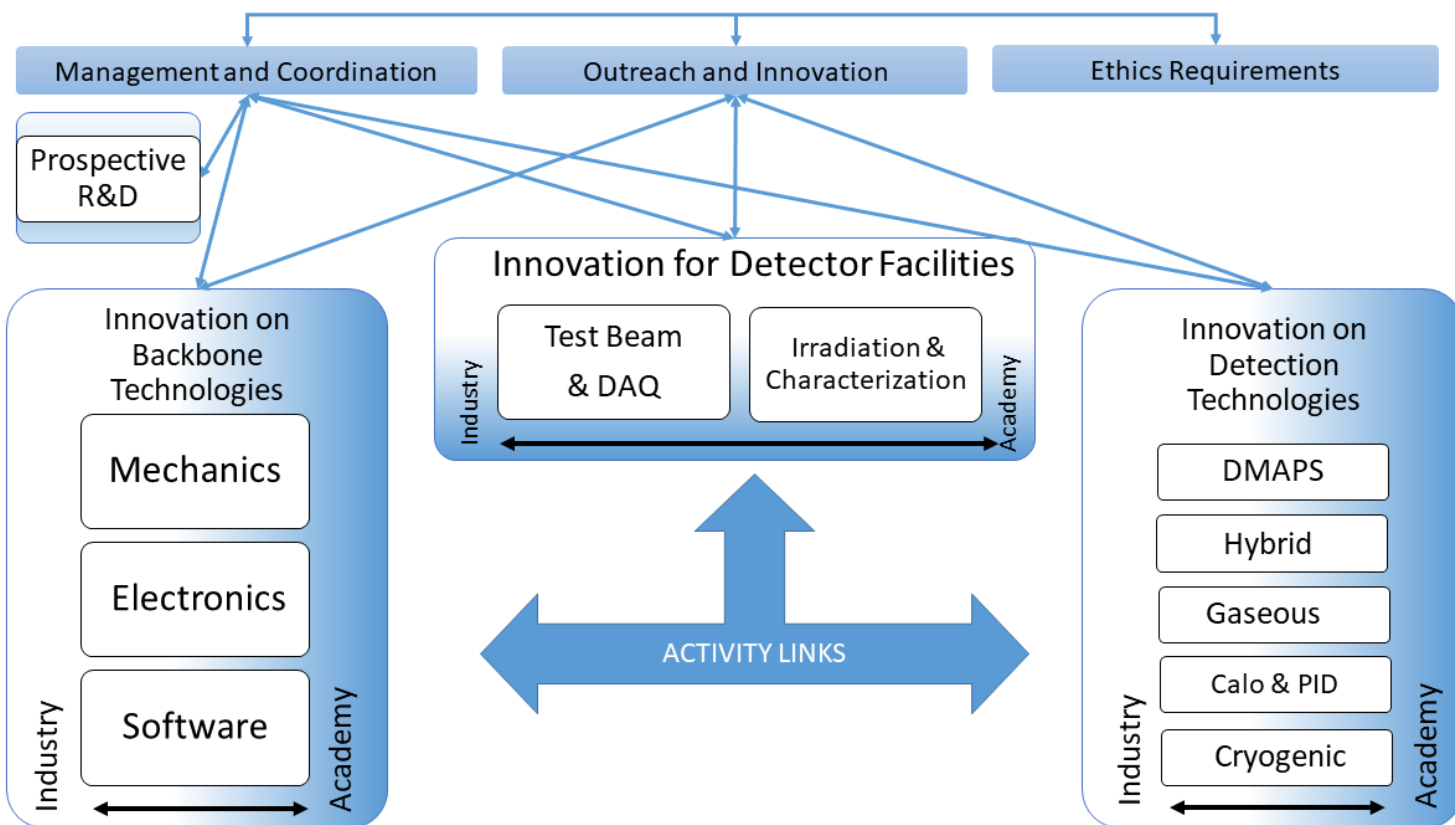 Management and Coordination
Outreach and Innovation
Ethics Requirements
Prospective
R&D
Innovation on
Backbone
Technologies
Mechanics
Electronics
Software
Industry
Academy
Innovation for Detector Facilities
Test Beam
& DAQ
Irradiation &
Characterization
Industry
Academy
ACTIVITY LINKS
Innovation on
Detection
Technologies
DMAPS
Hybrid
Gaseous
Calo & PID
Cryogenic
Industry
Academy